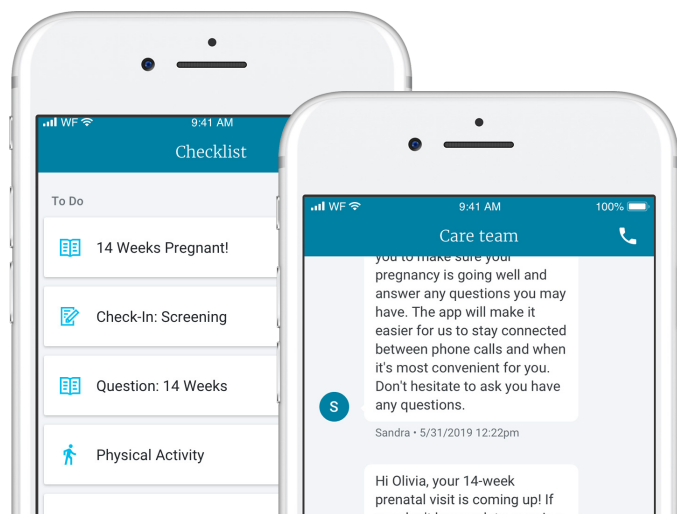 WF 9:41 AM
Checklist
To Do
14 Weeks Pregnant!
Check-In: Screening
Question: 14 Weeks
Physical Activity
WF 9:41 AM 100%
Care team
you to make sure your
pregnancy is going well and
answer any questions you may
have. The app will make it
easier for us to stay connected
between phone calls and when
it's most convenient for you.
Don't hesitate to ask you have
any questions.
S
Sandra • 5/31/2019 12:22pm
Hi Olivia, your 14-week
prenatal visit is coming up! If